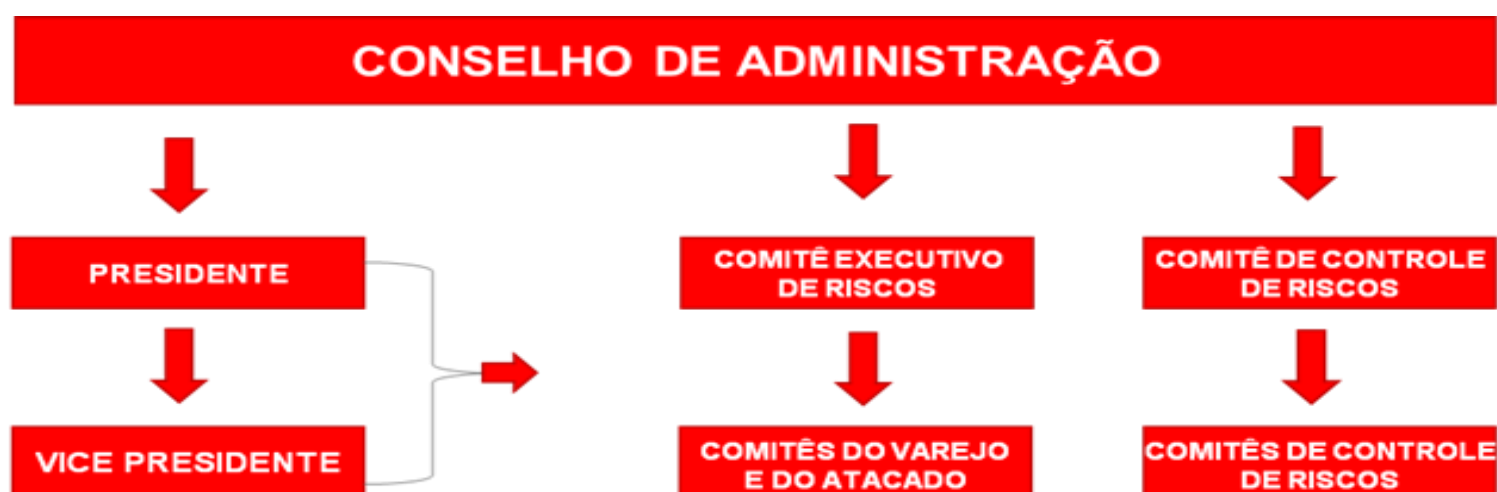 CONSELHO DE ADMINISTRAÇÃO
PRESIDENTE
COMITÊ EXECUTIVO
DE RISCOS
COMITÊ DE CONTROLE
DE RISCOS
VICE PRESIDENTE
COMITÊS DO VAREJO
E DO ATACADO
COMITÊS DE CONTROLE
DE RISCOS